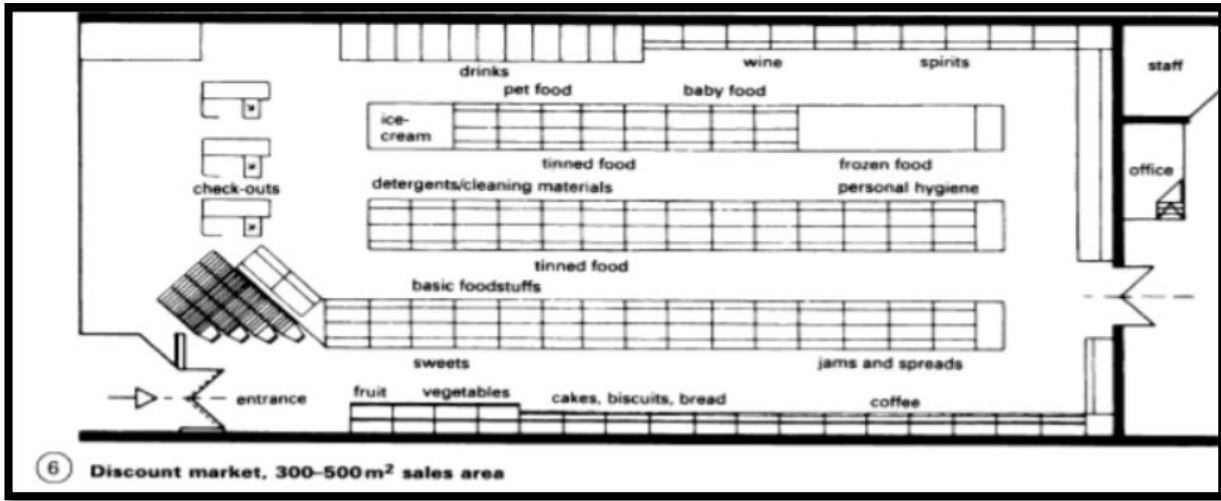 drinks
wine
spirits
staff
pet food
baby food
ice-
cream
tinned food
frozen food
office
check-outs
detergents/cleaning materials
personal hygiene
tinned food
basic foodstuffs
sweets
jams and spreads
entrance
fruit
vegetables
cakes, biscuits, bread
coffee
6 Discount market, 300–500 m² sales area